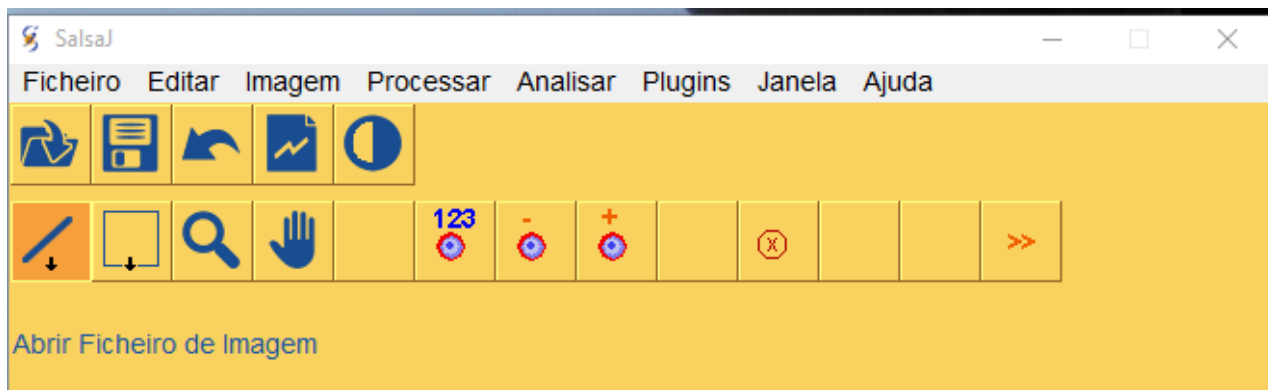 SalsaJ
Ficheiro Editar Imagem Processar Analisar Plugins Janela Ajuda
123 - +
X >>
Abrir Ficheiro de Imagem